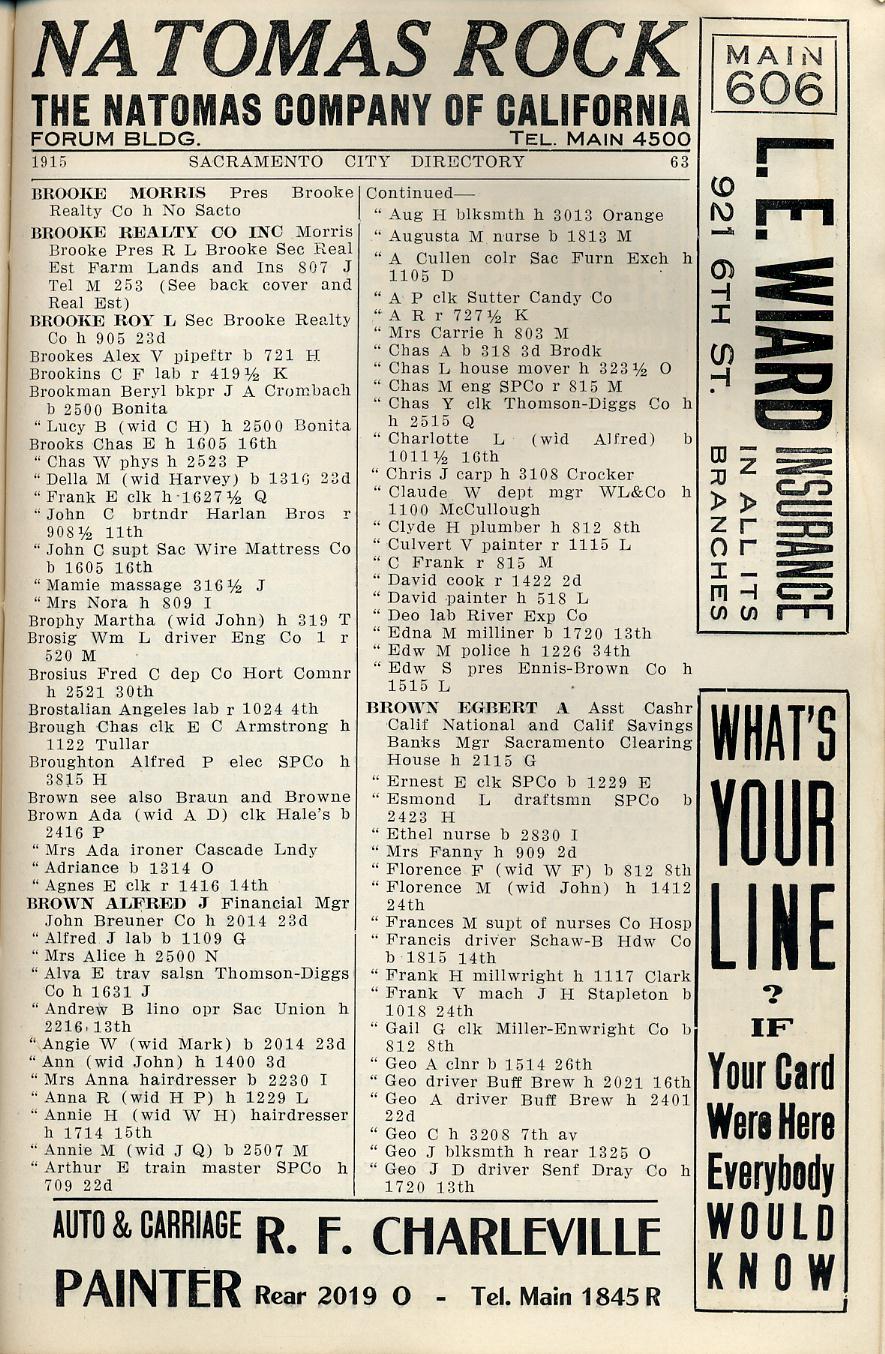 NATOMAS ROCK
THE NATOMAS COMPANY OF CALIFORNIA
FORUM BLDG. TEL. MAIN 4500
1915 SACRAMENTO CITY DIRECTORY 63
BROOKE MORRIS Pres Brooke
Realty Co h No Sacto
BROOKE REALTY CO INC Morris
Brooke Pres R L Brooke Sec Real
Est Farm Lands and Ins 807 J
Tel M 253 (See back cover and
Real Est)
BROOKE ROY L Sec Brooke Realty
Co h 905 23d
Brookes Alex V pipeftr b 721 H
Brookins C F lab r 419½ K
Brookman Beryl bkpr J A Crombach
b 2500 Bonita
" Lucy B (wid C H) h 2500 Bonita
Brooks Chas E h 1605 16th
" Chas W phys h 2523 P
" Della M (wid Harvey) b 1316 23d
" Frank E clk h 1627½ Q
" John C brtndr Harlan Bros r
908½ 11th
" John C supt Sac Wire Mattress Co
b 1605 16th
" Mamie massage 316½ J
" Mrs Nora h 809 I
Brophy Martha (wid John) h 319 T
Brosig Wm L driver Eng Co 1 r
520 M
Brosius Fred C dep Co Hort Comnr
h 2521 30th
Brostalian Angeles lab r 1024 4th
Brough Chas clk E C Armstrong h
1122 Tullar
Broughton Alfred P elec SPCo h
3815 H
Brown see also Braun and Browne
Brown Ada (wid A D) clk Hale's b
2416 P
" Mrs Ada ironer Cascade Lndy
" Adriance b 1314 O
" Agnes E clk r 1416 14th
BROWN ALFRED J Financial Mgr
John Breuner Co h 2014 23d
" Alfred J lab b 1109 G
" Mrs Alice h 2500 N
" Alva E trav salsn Thomson-Diggs
Co h 1631 J
" Andrew B lino opr Sac Union h
2216 13th
" Angie W (wid Mark) b 2014 23d
" Ann (wid John) h 1400 3d
" Mrs Anna hairdresser b 2230 I
" Anna R (wid H P) h 1229 L
" Annie H (wid W H) hairdresser
h 1714 15th
" Annie M (wid J Q) b 2507 M
" Arthur E train master SPCo h
709 22d
Continued—
" Aug H blksmth h 3013 Orange
" Augusta M nurse b 1813 M
" A Cullen colr Sac Furn Exch h
1105 D
" A P clk Sutter Candy Co
" A R r 727½ K
" Mrs Carrie h 803 M
" Chas A b 318 3d Brodk
" Chas L house mover h 323½ O
" Chas M eng SPCo r 815 M
" Chas Y clk Thomson-Diggs Co h
h 2515 Q
" Charlotte L (wid Alfred) b
1011½ 16th
" Chris J carp h 3108 Crocker
" Claude W dept mgr WL&Co h
1100 McCullough
" Clyde H plumber h 812 8th
" Culvert V painter r 1115 L
" C Frank r 815 M
" David cook r 1422 2d
" David painter h 518 L
" Deo lab River Exp Co
" Edna M milliner b 1720 13th
" Edw M police h 1226 34th
" Edw S pres Ennis-Brown Co h
1515 L
BROWN EGBERT A Asst Cashr
Calif National and Calif Savings
Banks Mgr Sacramento Clearing
House h 2115 G
" Ernest E clk SPCo b 1229 E
" Esmond L draftsmn SPCo b
2423 H
" Ethel nurse b 2830 I
" Mrs Fanny h 909 2d
" Florence F (wid W F) b 812 8th
" Florence M (wid John) h 1412
24th
" Frances M supt of nurses Co Hosp
" Francis driver Schaw-B Hdw Co
b 1815 14th
" Frank H millwright h 1117 Clark
" Frank V mach J H Stapleton b
1018 24th
" Gail G clk Miller-Enwright Co b
812 8th
" Geo A clnr b 1514 26th
" Geo driver Buff Brew h 2021 16th
" Geo A driver Buff Brew h 2401
22d
" Geo C h 3208 7th av
" Geo J blksmth h rear 1325 O
" Geo J D driver Senf Dray Co h
1720 13th
MAIN
606
L. E. WIARD INSURANCE
921 6TH ST. IN ALL ITS
BRANCHES
WHAT'S
YOUR
LINE
?
IF
Your Card
Were Here
Everybody
WOULD
KNOW
AUTO & CARRIAGE R. F. CHARLEVILLE
PAINTER Rear 2019 O - Tel. Main 1845 R